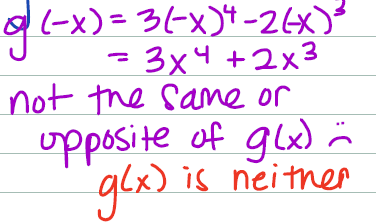 g(-x) = 3(-x)⁴ - 2(-x)³
= 3x⁴ + 2x³
not the same or
opposite of g(x) ⌢̈
g(x) is neither